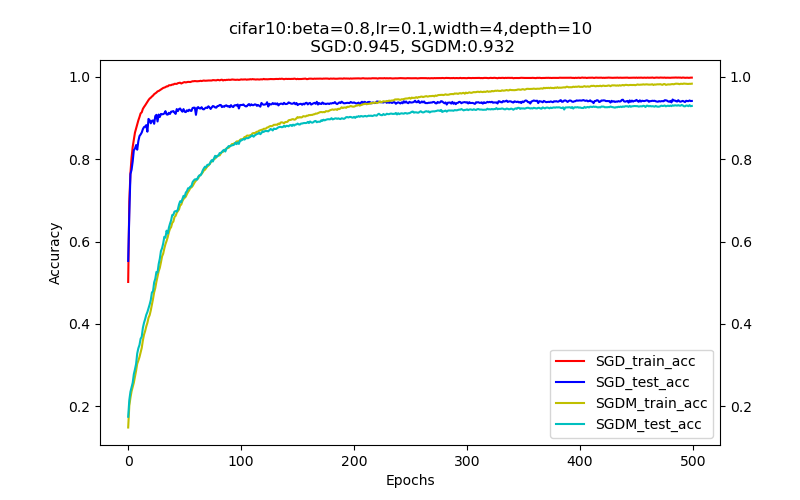 cifar10:beta=0.8,lr=0.1,width=4,depth=10
SGD:0.945, SGDM:0.932
1.0
0.8
0.6
0.4
0.2
1.0
0.8
0.6
0.4
0.2
Accuracy
SGD_train_acc
SGD_test_acc
SGDM_train_acc
SGDM_test_acc
0 100 200 300 400 500
Epochs